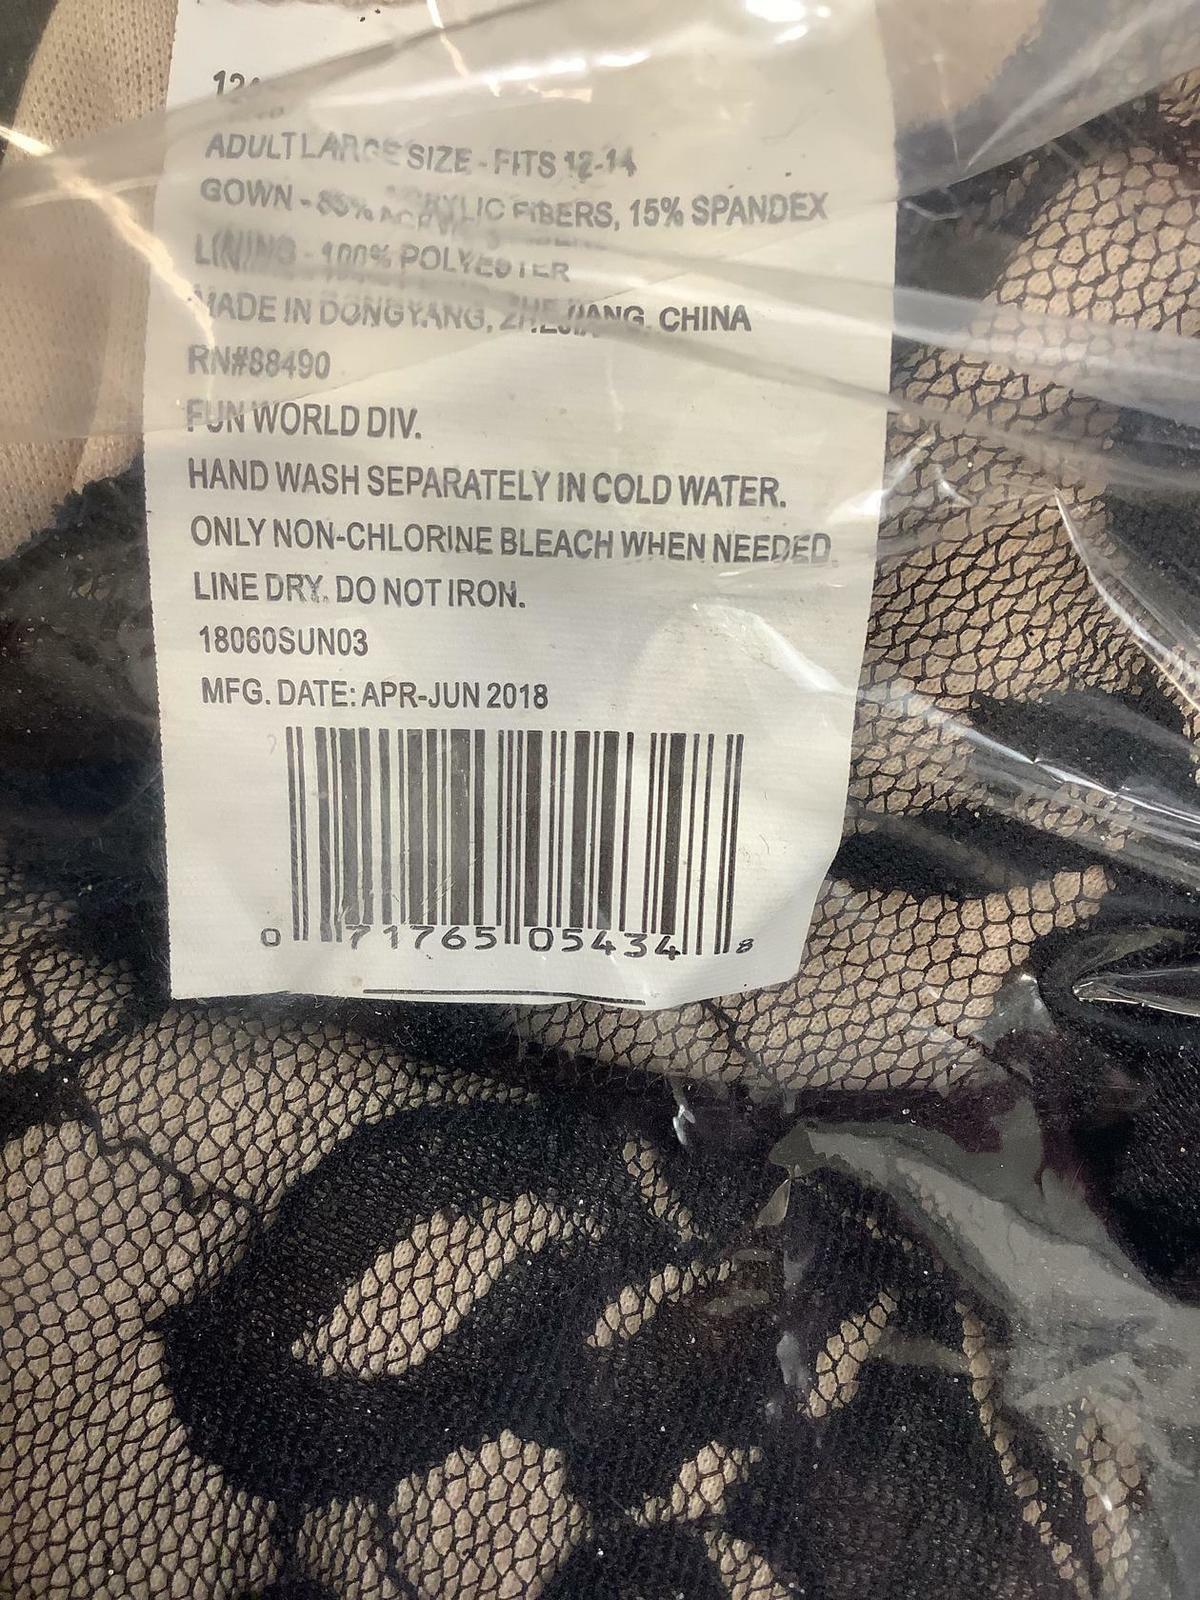 ADULT LARGE SIZE - FITS 12-14
GOWN - 85% ACRYLIC FIBERS, 15% SPANDEX
LINING - 100% POLYESTER
MADE IN DONGYANG, ZHEJIANG, CHINA
RN#88490
FUN WORLD DIV.
HAND WASH SEPARATELY IN COLD WATER.
ONLY NON-CHLORINE BLEACH WHEN NEEDED.
LINE DRY. DO NOT IRON.
18060SUN03
MFG. DATE: APR-JUN 2018
0 71765 05434 8